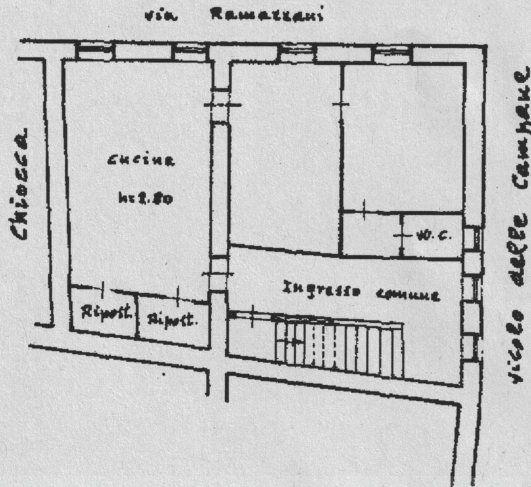 via Ramazzani
Chiocca
cucina
h=2.80
W.C.
vicolo delle Campane
Ingresso comune
Ripost.
Ripost.